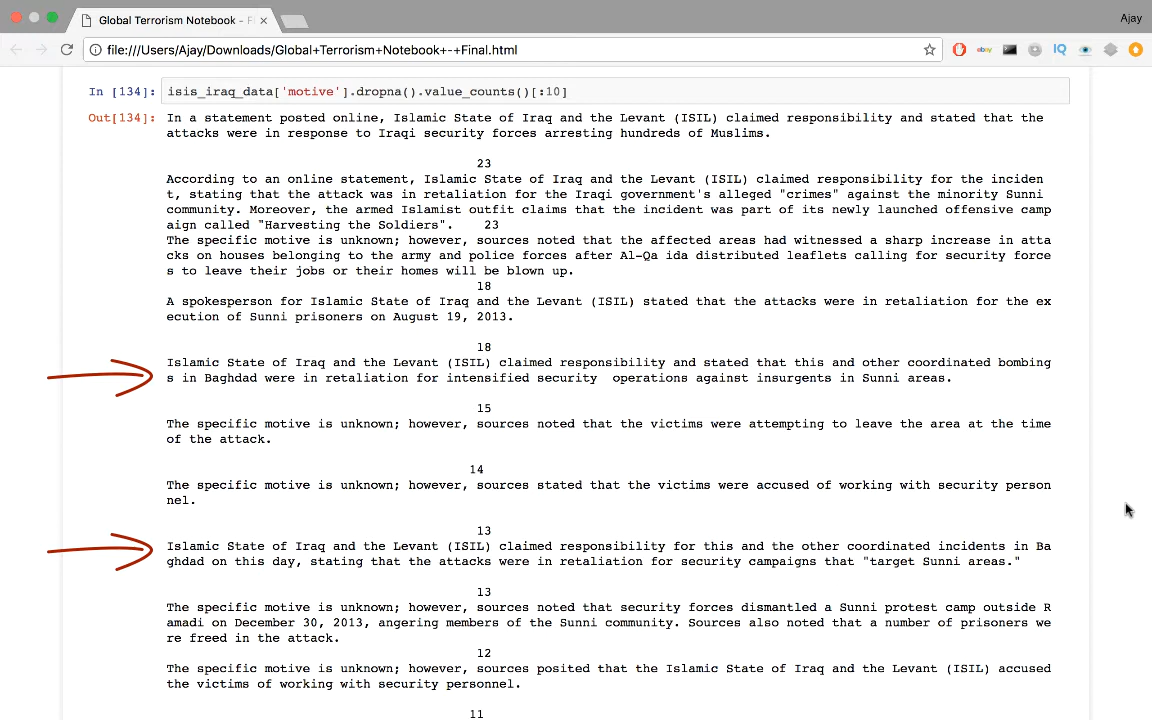 Global Terrorism Notebook - F
Ajay
file:///Users/Ajay/Downloads/Global+Terrorism+Notebook+-+Final.html
ebay
IQ
In [134]: isis_iraq_data['motive'].dropna().value_counts()[:10]
Out[134]: In a statement posted online, Islamic State of Iraq and the Levant (ISIL) claimed responsibility and stated that the
attacks were in response to Iraqi security forces arresting hundreds of Muslims.
23
According to an online statement, Islamic State of Iraq and the Levant (ISIL) claimed responsibility for the inciden
t, stating that the attack was in retaliation for the Iraqi government's alleged "crimes" against the minority Sunni
community. Moreover, the armed Islamist outfit claims that the incident was part of its newly launched offensive camp
aign called "Harvesting the Soldiers". 23
The specific motive is unknown; however, sources noted that the affected areas had witnessed a sharp increase in atta
cks on houses belonging to the army and police forces after Al-Qa ida distributed leaflets calling for security force
s to leave their jobs or their homes will be blown up.
18
A spokesperson for Islamic State of Iraq and the Levant (ISIL) stated that the attacks were in retaliation for the ex
ecution of Sunni prisoners on August 19, 2013.
18
Islamic State of Iraq and the Levant (ISIL) claimed responsibility and stated that this and other coordinated bombing
s in Baghdad were in retaliation for intensified security  operations against insurgents in Sunni areas.
15
The specific motive is unknown; however, sources noted that the victims were attempting to leave the area at the time
of the attack.
14
The specific motive is unknown; however, sources stated that the victims were accused of working with security person
nel.
13
Islamic State of Iraq and the Levant (ISIL) claimed responsibility for this and the other coordinated incidents in Ba
ghdad on this day, stating that the attacks were in retaliation for security campaigns that "target Sunni areas."
13
The specific motive is unknown; however, sources noted that security forces dismantled a Sunni protest camp outside R
amadi on December 30, 2013, angering members of the Sunni community. Sources also noted that a number of prisoners we
re freed in the attack.
12
The specific motive is unknown; however, sources posited that the Islamic State of Iraq and the Levant (ISIL) accused
the victims of working with security personnel.
11